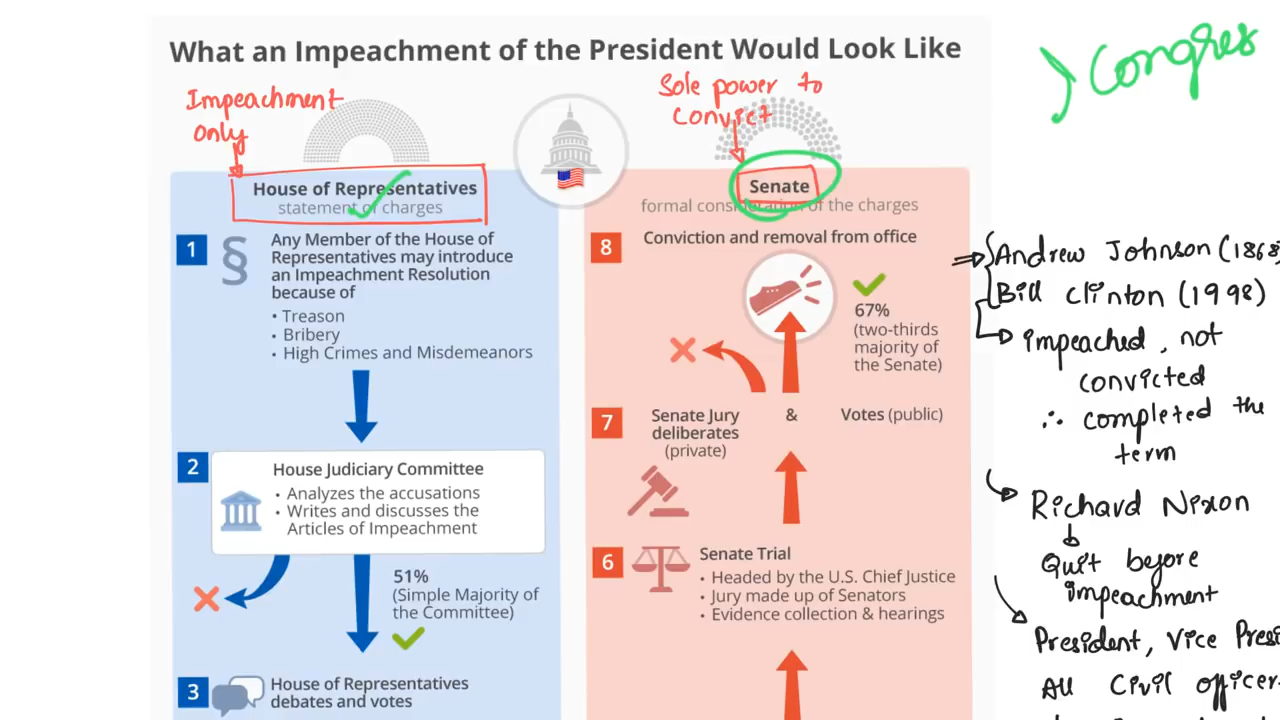 What an Impeachment of the President Would Look Like
Congres
Impeachment
only
Sole power to
Convict
House of Representatives
statement of charges
1
§
Any Member of the House of
Representatives may introduce
an Impeachment Resolution
because of
• Treason
• Bribery
• High Crimes and Misdemeanors
2
House Judiciary Committee
• Analyzes the accusations
• Writes and discusses the
Articles of Impeachment
51%
(Simple Majority of
the Committee)
3
House of Representatives
debates and votes
Senate
formal consideration of the charges
8
Conviction and removal from office
67%
(two-thirds
majority of
the Senate)
7
Senate Jury
deliberates
(private)
&
Votes (public)
6
Senate Trial
• Headed by the U.S. Chief Justice
• Jury made up of Senators
• Evidence collection & hearings
Andrew Johnson (1868)
Bill Clinton (1998)
impeached, not
convicted
∴ completed the
term
Richard Nixon
Quit before
impeachment
President, Vice Presi
All Civil officer